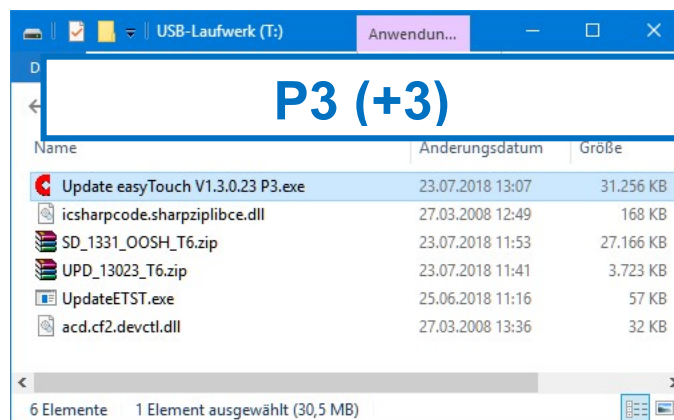 USB-Laufwerk (T:) Anwendun...
D
P3 (+3)
Name Änderungsdatum Größe
Update easyTouch V1.3.0.23 P3.exe 23.07.2018 13:07 31.256 KB
icsharpcode.sharpziplibce.dll 27.03.2008 12:49 168 KB
SD_1331_OOSH_T6.zip 23.07.2018 11:53 27.166 KB
UPD_13023_T6.zip 23.07.2018 11:41 3.723 KB
UpdateETST.exe 25.06.2018 11:16 57 KB
acd.cf2.devctl.dll 27.03.2008 13:36 32 KB
6 Elemente 1 Element ausgewählt (30,5 MB)